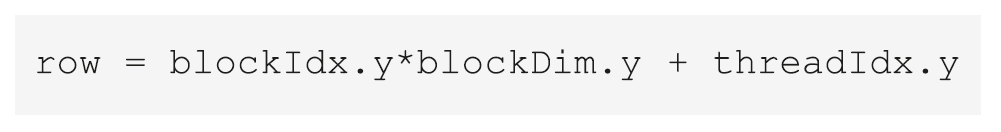 row = blockIdx.y*blockDim.y + threadIdx.y